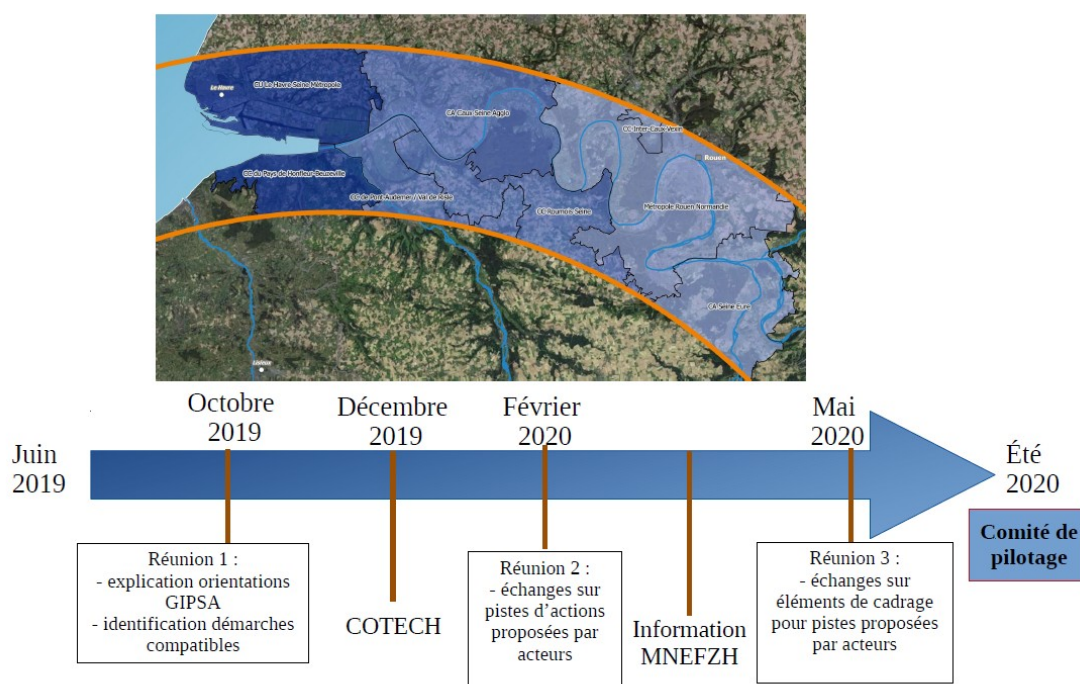 CU Le Havre Seine Métropole
Le Havre
CA Caux-Seine Agglo
CC Inter-Caux-Vexin
Rouen
CC du Pays de Honfleur-Beuzeville
CC de Pont-Audemer / Val de Risle
CC Roumois Seine
Métropole Rouen Normandie
CA Seine Eure
Lisieux
Juin
2019
Octobre
2019
Décembre
2019
Février
2020
Mai
2020
Été
2020
Réunion 1 :
- explication orientations
GIPSA
- identification démarches
compatibles
COTECH
Réunion 2 :
- échanges sur
pistes d’actions
proposées par
acteurs
Information
MNEFZH
Réunion 3 :
- échanges sur
éléments de cadrage
pour pistes proposées
par acteurs
Comité de
pilotage